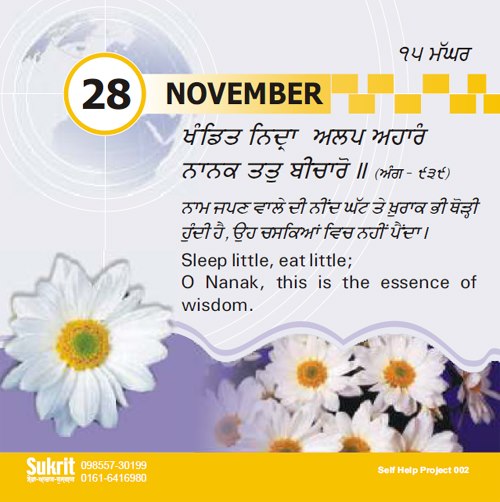 ੧੫ ਮੱਘਰ
28 NOVEMBER
ਖੰਡਿਤ ਨਿਦ੍ਰਾ ਅਲਪ ਅਹਾਰੰ
ਨਾਨਕ ਤਤੁ ਬੀਚਾਰੋ ॥ (ਅੰਗ - ੯੩੯)
ਨਾਮ ਜਪਣ ਵਾਲੇ ਦੀ ਨੀਂਦ ਘੱਟ ਤੇ ਖ਼ੁਰਾਕ ਭੀ ਥੋੜ੍ਹੀ
ਹੁੰਦੀ ਹੈ, ਉਹ ਚਸਕਿਆਂ ਵਿਚ ਨਹੀਂ ਪੈਂਦਾ।
Sleep little, eat little;
O Nanak, this is the essence of
wisdom.
Sukrit 098557-30199
0161-6416980
Self Help Project 002